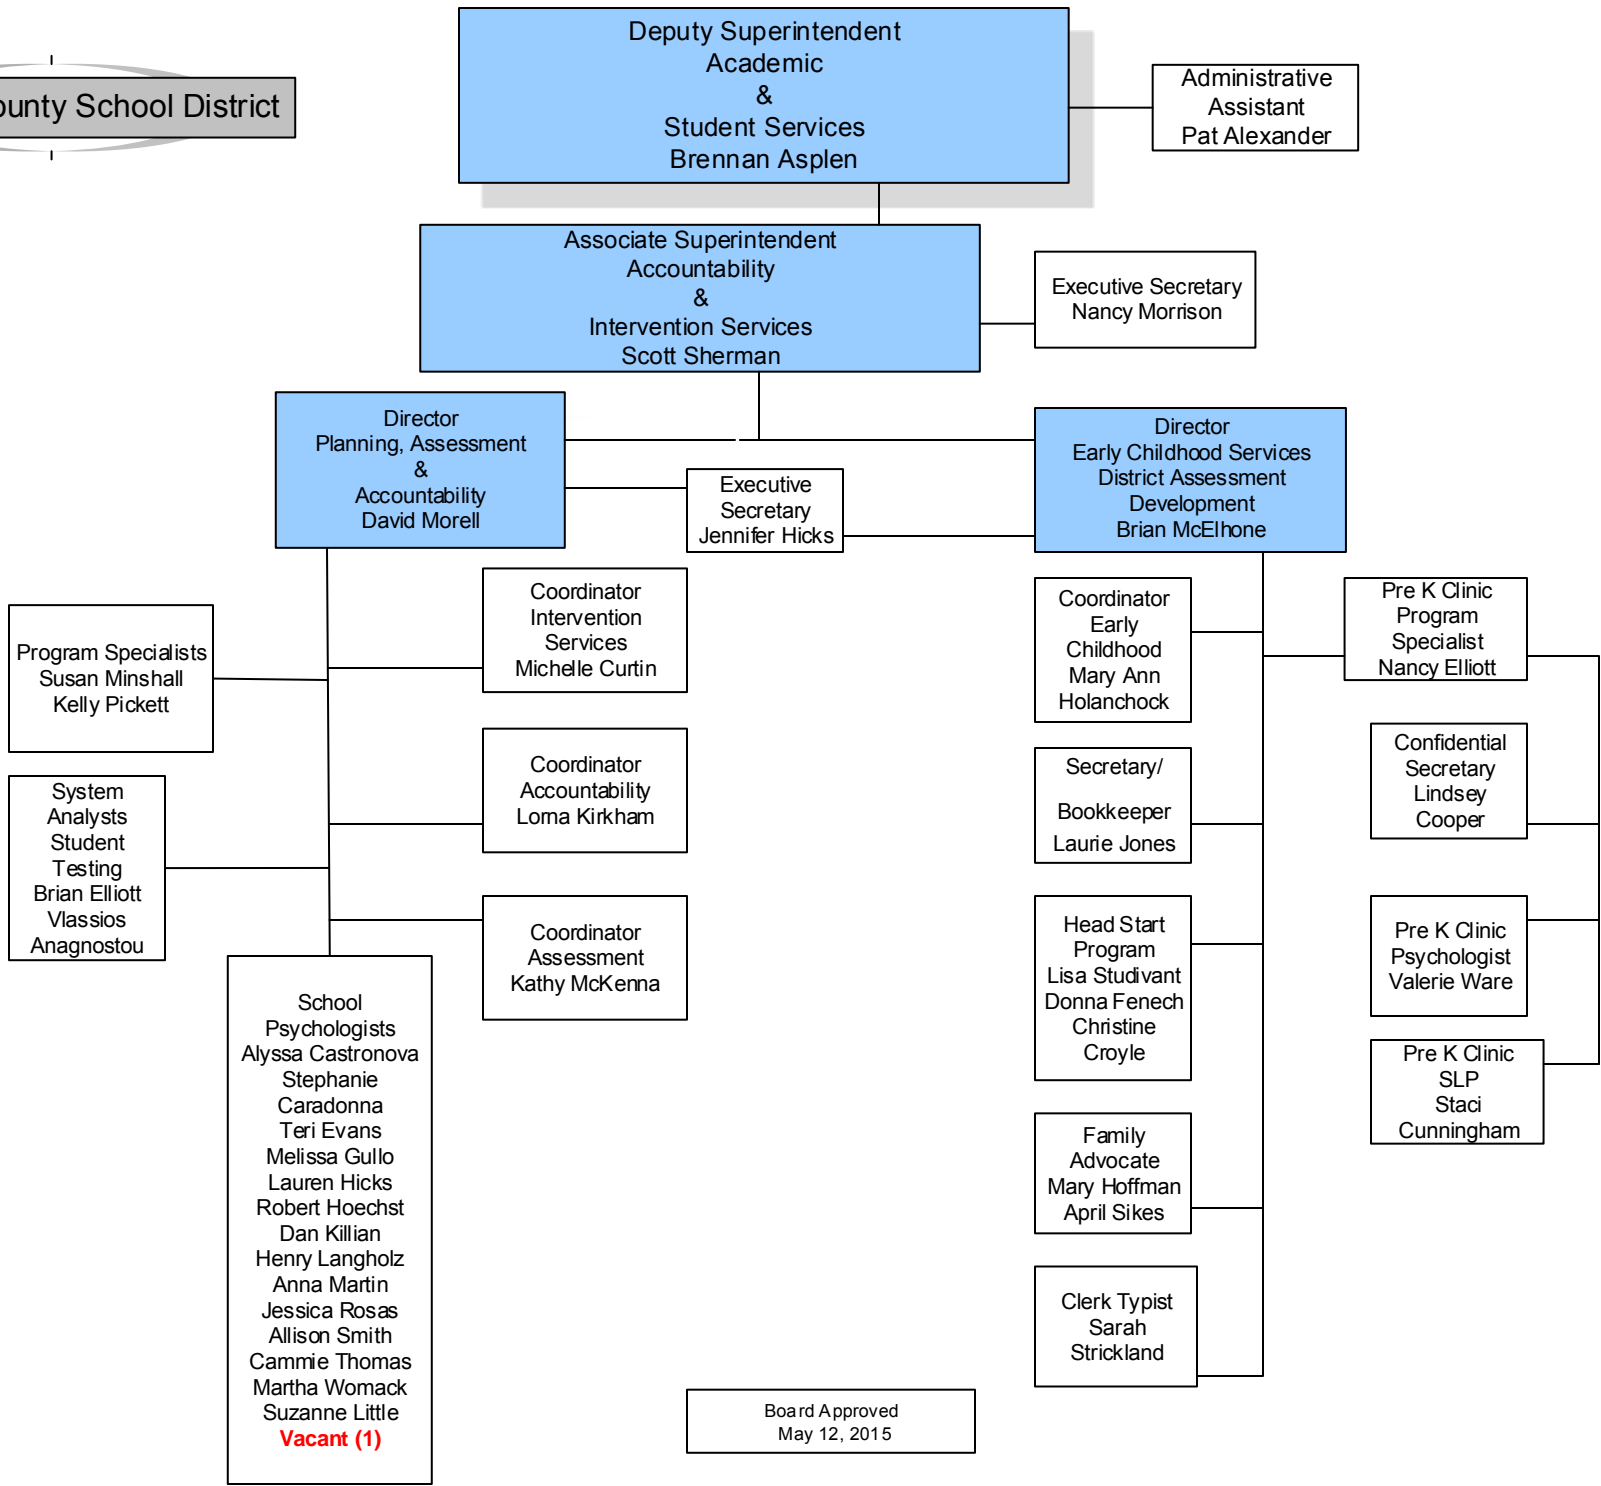 Deputy Superintendent
Academic
&
Student Services
Brennan Asplen
County School District
Administrative
Assistant
Pat Alexander
Associate Superintendent
Accountability
&
Intervention Services
Scott Sherman
Executive Secretary
Nancy Morrison
Director
Planning, Assessment
&
Accountability
David Morell
Director
Early Childhood Services
District Assessment
Development
Brian McElhone
Executive
Secretary
Jennifer Hicks
Program Specialists
Susan Minshall
Kelly Pickett
Coordinator
Intervention
Services
Michelle Curtin
Coordinator
Early
Childhood
Mary Ann
Holanchock
Pre K Clinic
Program
Specialist
Nancy Elliott
System
Analysts
Student
Testing
Brian Elliott
Vlassios
Anagnostou
Coordinator
Accountability
Lorna Kirkham
Secretary/
Bookkeeper
Laurie Jones
Confidential
Secretary
Lindsey
Cooper
Coordinator
Assessment
Kathy McKenna
Head Start
Program
Lisa Studivant
Donna Fenech
Christine
Croyle
Pre K Clinic
Psychologist
Valerie Ware
School
Psychologists
Alyssa Castronova
Stephanie
Caradonna
Teri Evans
Melissa Gullo
Lauren Hicks
Robert Hoechst
Dan Killian
Henry Langholz
Anna Martin
Jessica Rosas
Allison Smith
Cammie Thomas
Martha Womack
Suzanne Little
Vacant (1)
Pre K Clinic
SLP
Staci
Cunningham
Family
Advocate
Mary Hoffman
April Sikes
Clerk Typist
Sarah
Strickland
Board Approved
May 12, 2015